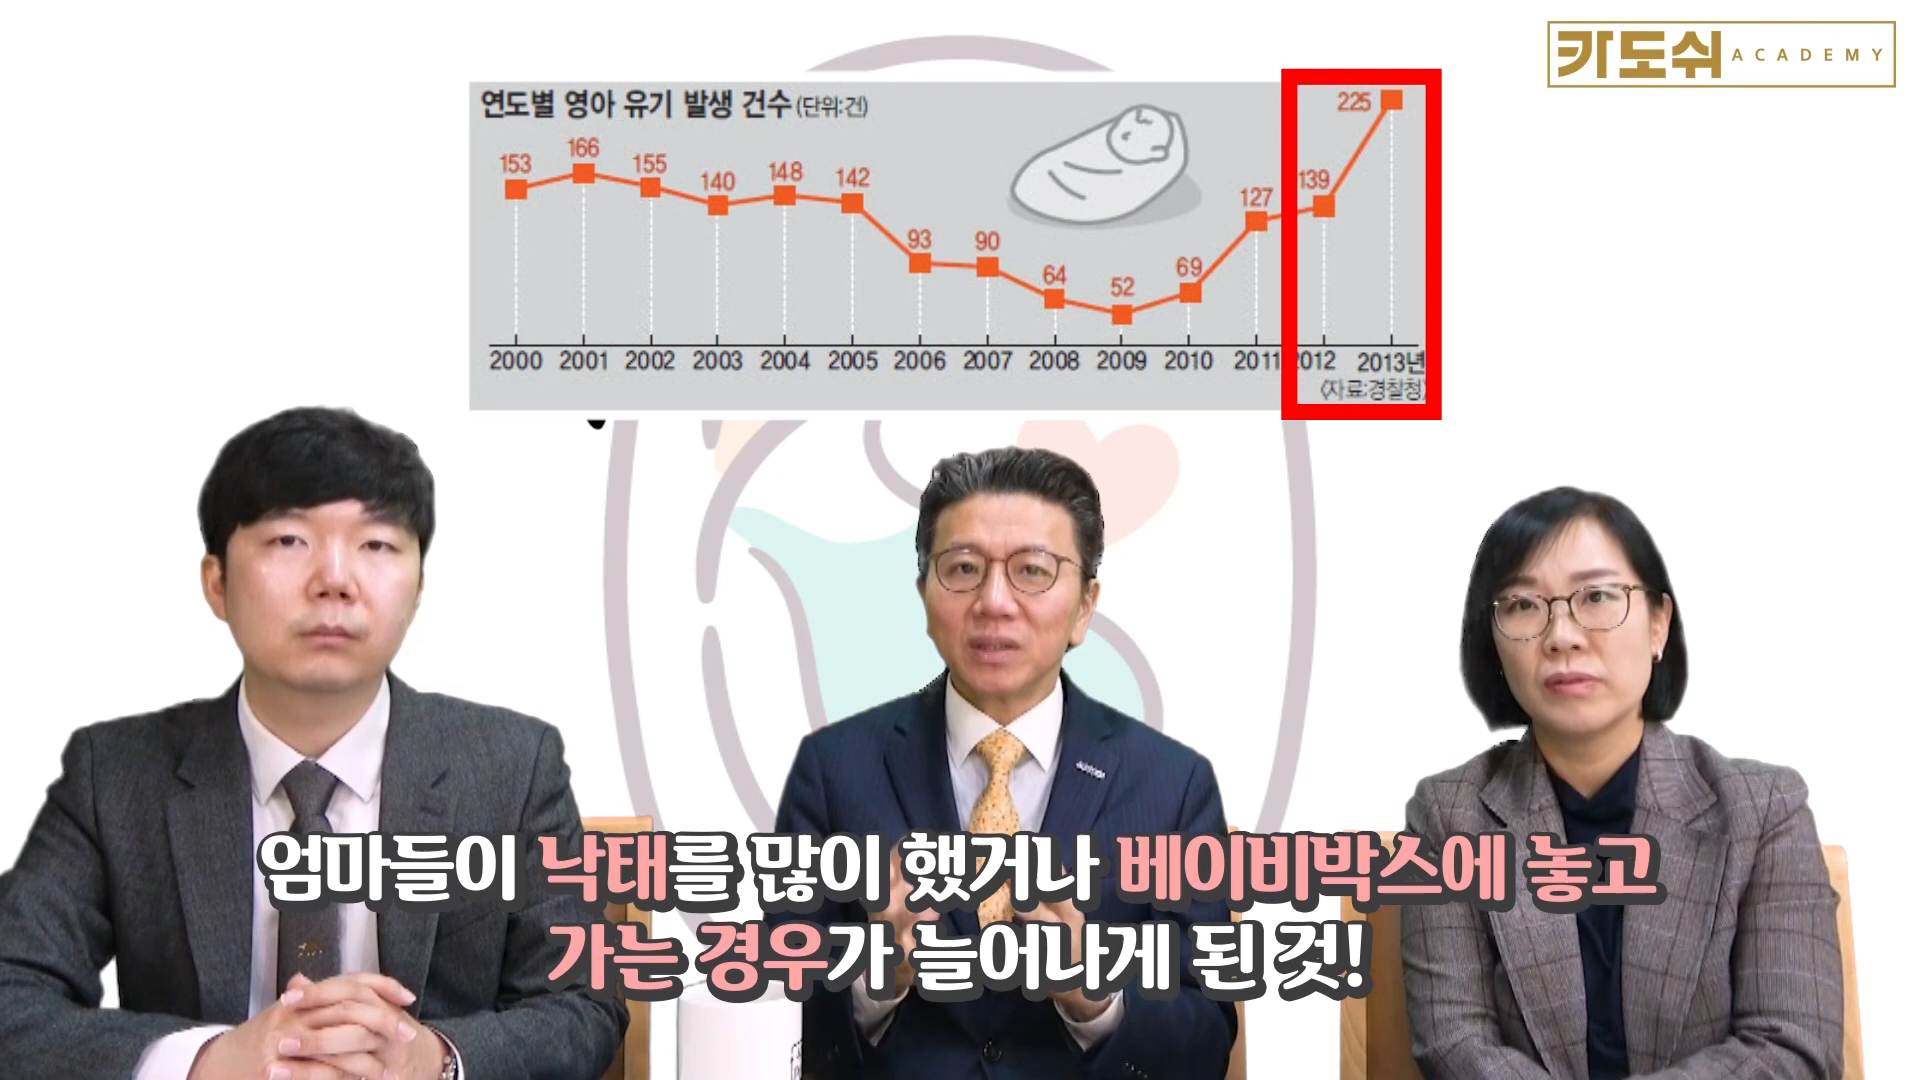 카도쉬 ACADEMY
연도별 영아 유기 발생 건수 (단위:건)
153 166 155 140 148 142 93 90 64 52 69 127 139 225
2000 2001 2002 2003 2004 2005 2006 2007 2008 2009 2010 2011 2012 2013년
〈자료:경찰청〉
엄마들이 낙태를 많이 했거나 베이비박스에 놓고
가는 경우가 늘어나게 된 것!